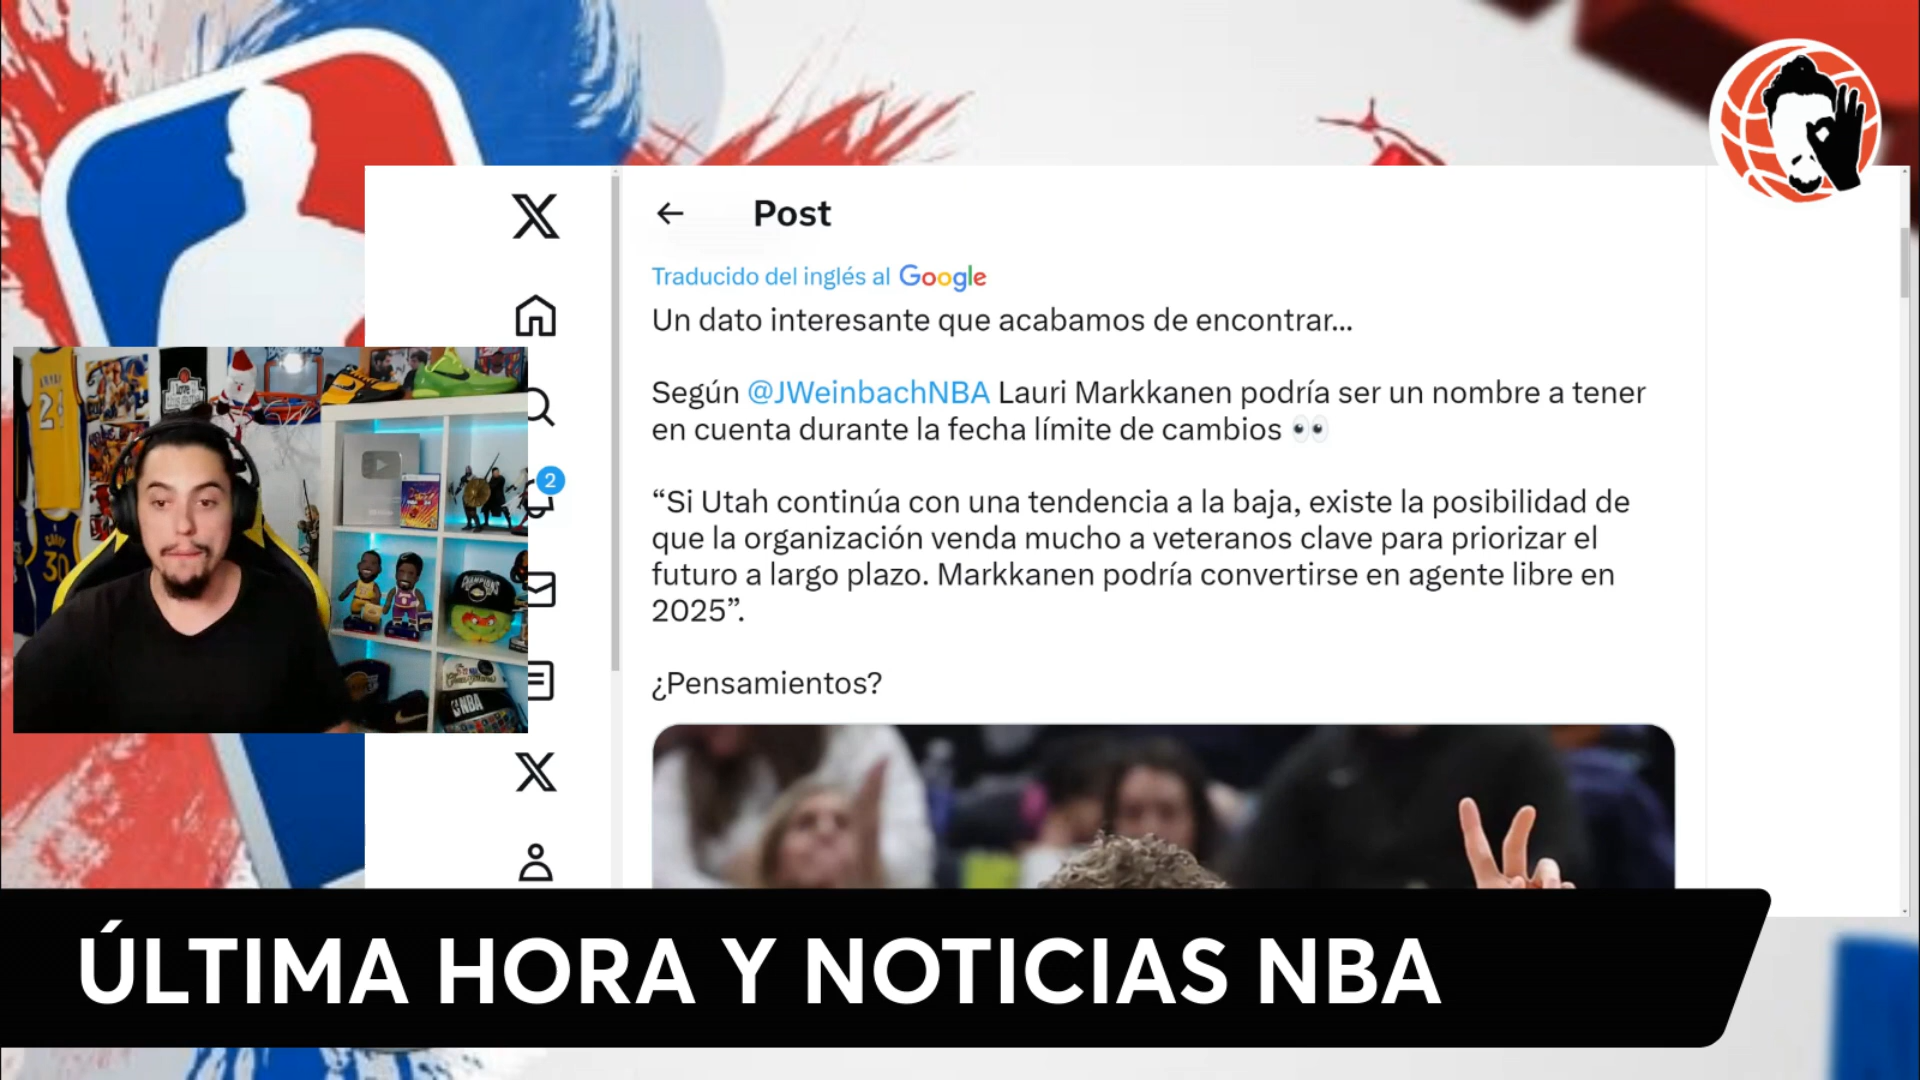 Post
Traducido del inglés al Google
Un dato interesante que acabamos de encontrar...
Según @JWeinbachNBA Lauri Markkanen podría ser un nombre a tener
en cuenta durante la fecha límite de cambios 👀
“Si Utah continúa con una tendencia a la baja, existe la posibilidad de
que la organización venda mucho a veteranos clave para priorizar el
futuro a largo plazo. Markkanen podría convertirse en agente libre en
2025”.
¿Pensamientos?
2
30
NBA
ÚLTIMA HORA Y NOTICIAS NBA